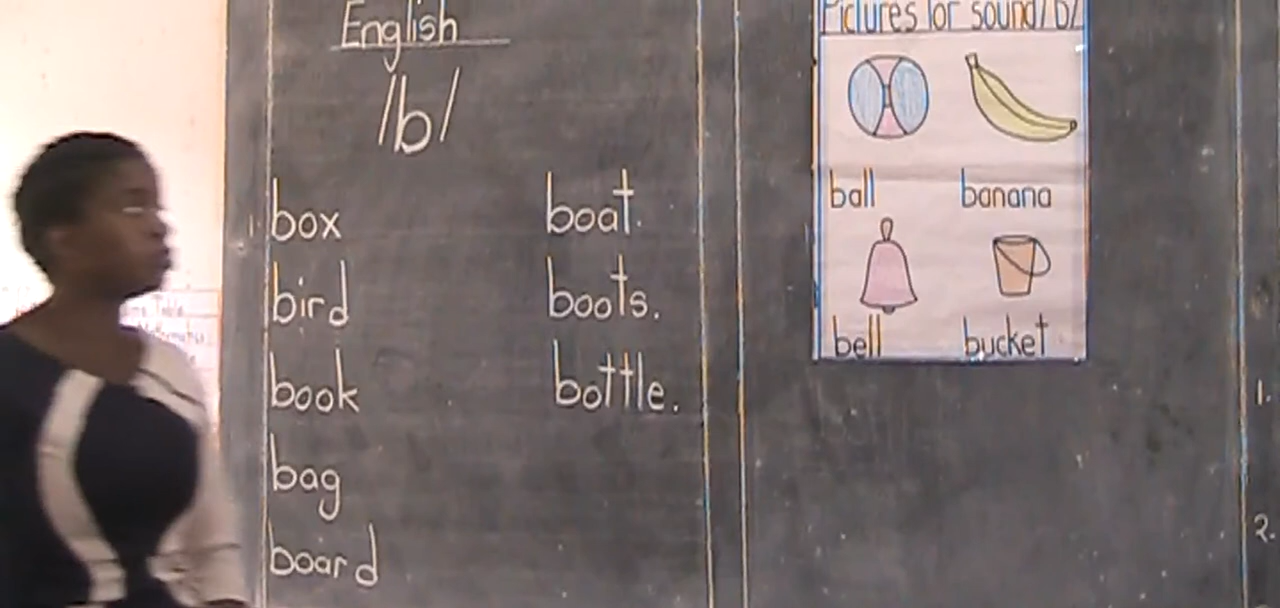 English
/b/
box
bird
book
bag
board
boat.
boots.
bottle.
Pictures for sound /b/
ball banana
bell bucket
1.
2.